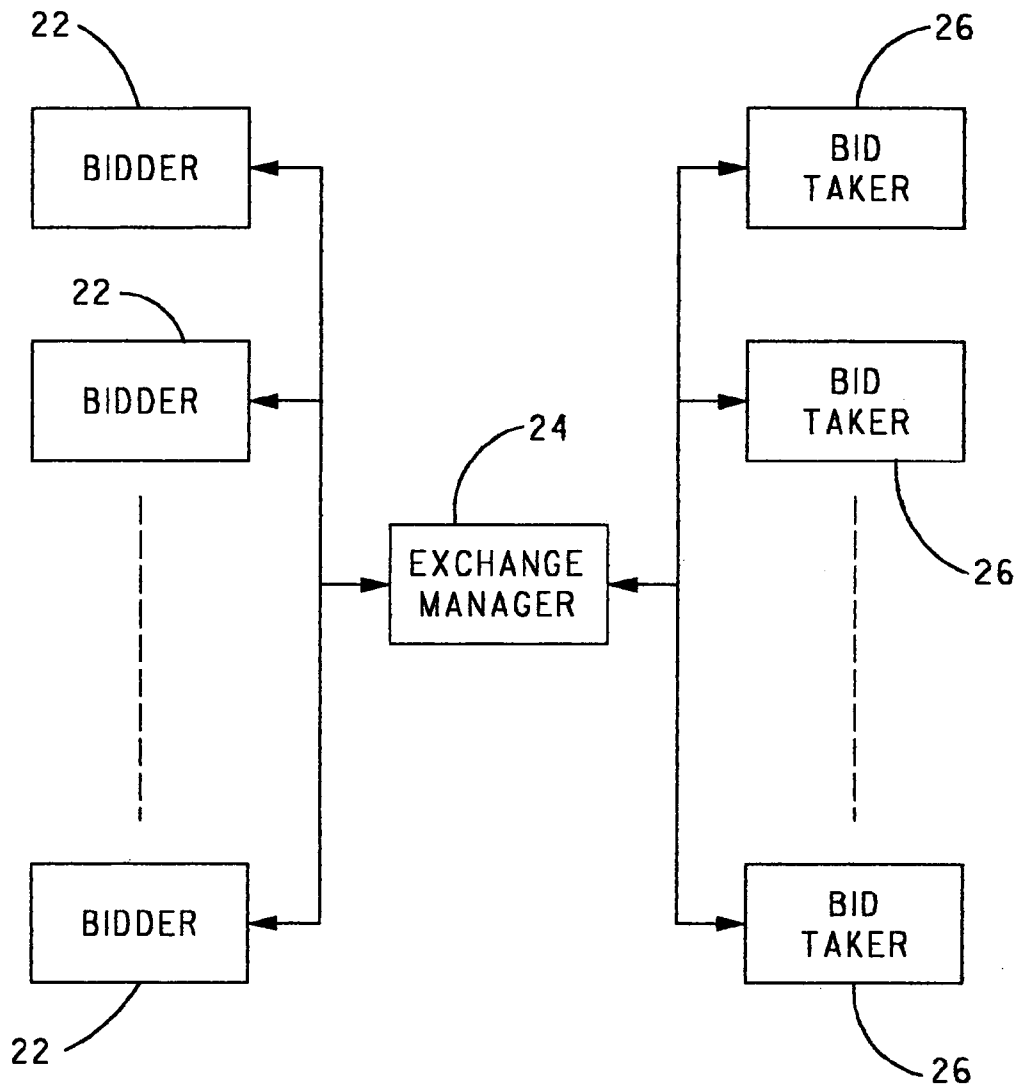 22
26
BIDDER
BID
TAKER
22
BIDDER
BID
TAKER
24
EXCHANGE
MANAGER
26
BIDDER
BID
TAKER
22
26